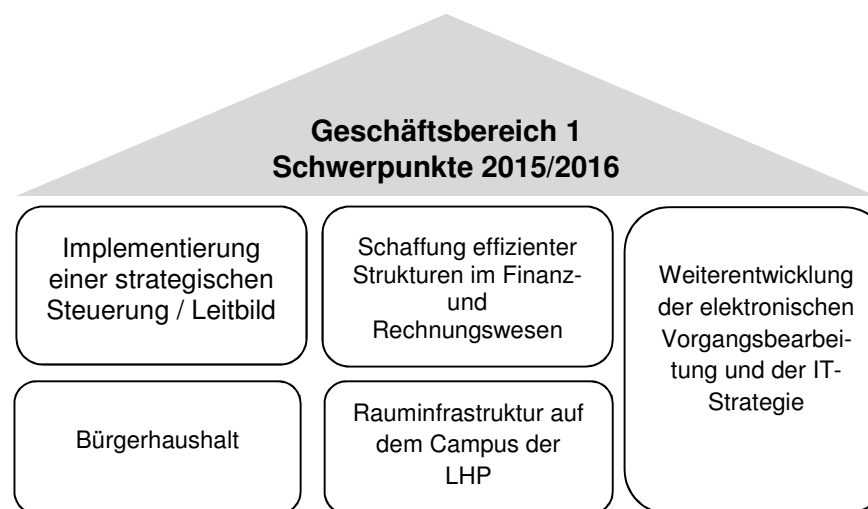 Geschäftsbereich 1
Schwerpunkte 2015/2016
Implementierung
einer strategischen
Steuerung / Leitbild
Schaffung effizienter
Strukturen im Finanz-
und
Rechnungswesen
Weiterentwicklung
der elektronischen
Vorgangsbearbei-
tung und der IT-
Strategie
Bürgerhaushalt
Rauminfrastruktur auf
dem Campus der
LHP